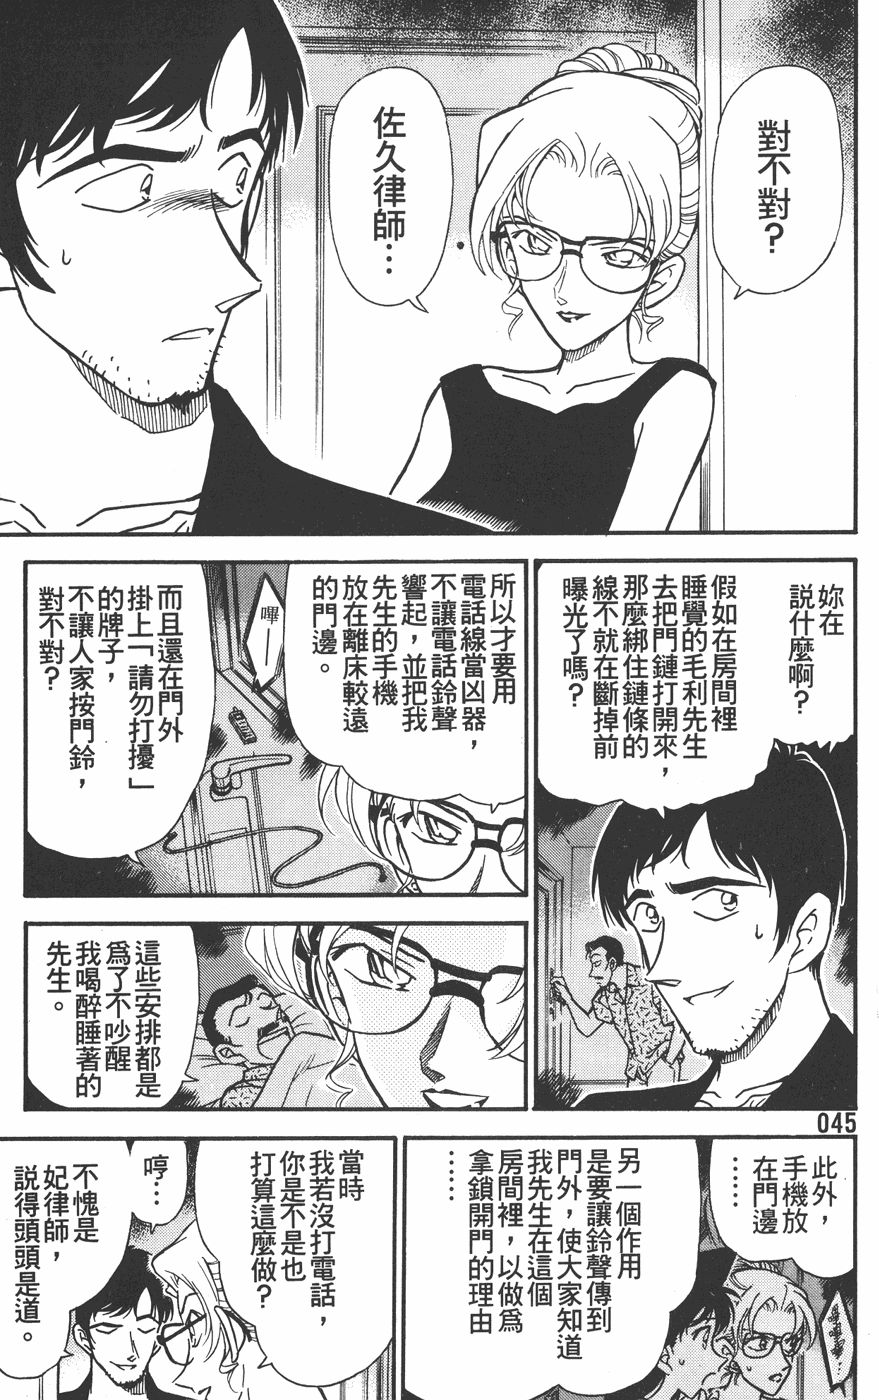 對不對？
佐久律師…
妳在
說什麼啊？
假如在房間裡
睡覺的毛利先生
去把門鏈打開來，
那麼綁住鏈條的
線不就在斷掉前
曝光了嗎？
所以才要用
電話線當凶器，
不讓電話鈴聲
響起，並把我
先生的手機
放在離床較遠
的門邊。
嗶—
而且還在門外
掛上「請勿打擾」
的牌子，
不讓人家按門鈴，
對不對？
這些安排都是
為了不吵醒
我喝醉睡著的
先生。
045
此外，
手機放
在門邊
……
另一個作用
是要讓鈴聲傳到
門外，使大家知道
我先生在這個
房間裡，以做為
拿鎖開門的理由
……
當時
我若沒打電話，
你是不是也
打算這麼做？
哼…
不愧是
妃律師，
說得頭頭是道。